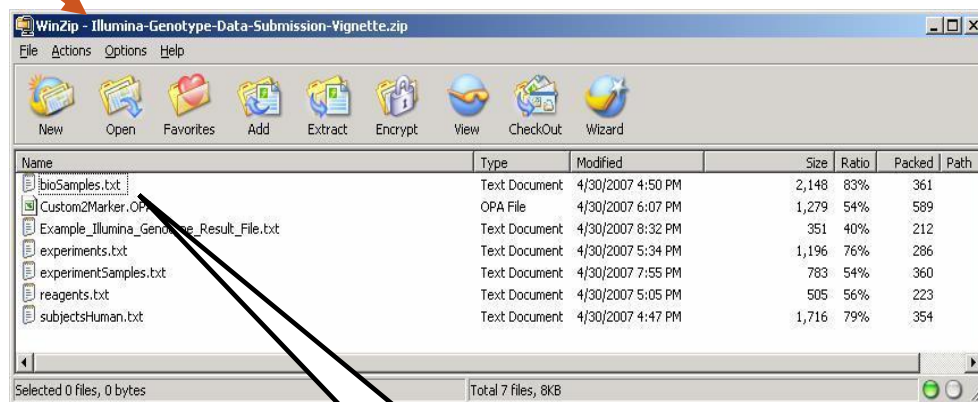 WinZip - Illumina-Genotype-Data-Submission-Vignette.zip
File Actions Options Help
New Open Favorites Add Extract Encrypt View CheckOut Wizard
Name Type Modified Size Ratio Packed Path
bioSamples.txt Text Document 4/30/2007 4:50 PM 2,148 83% 361
Custom2Marker.OPA OPA File 4/30/2007 6:07 PM 1,279 54% 589
Example_Illumina_Genotype_Result_File.txt Text Document 4/30/2007 8:32 PM 351 40% 212
experiments.txt Text Document 4/30/2007 5:34 PM 1,196 76% 286
experimentSamples.txt Text Document 4/30/2007 7:55 PM 783 54% 360
reagents.txt Text Document 4/30/2007 5:05 PM 505 56% 223
subjectsHuman.txt Text Document 4/30/2007 4:47 PM 1,716 79% 354
Selected 0 files, 0 bytes Total 7 files, 8KB